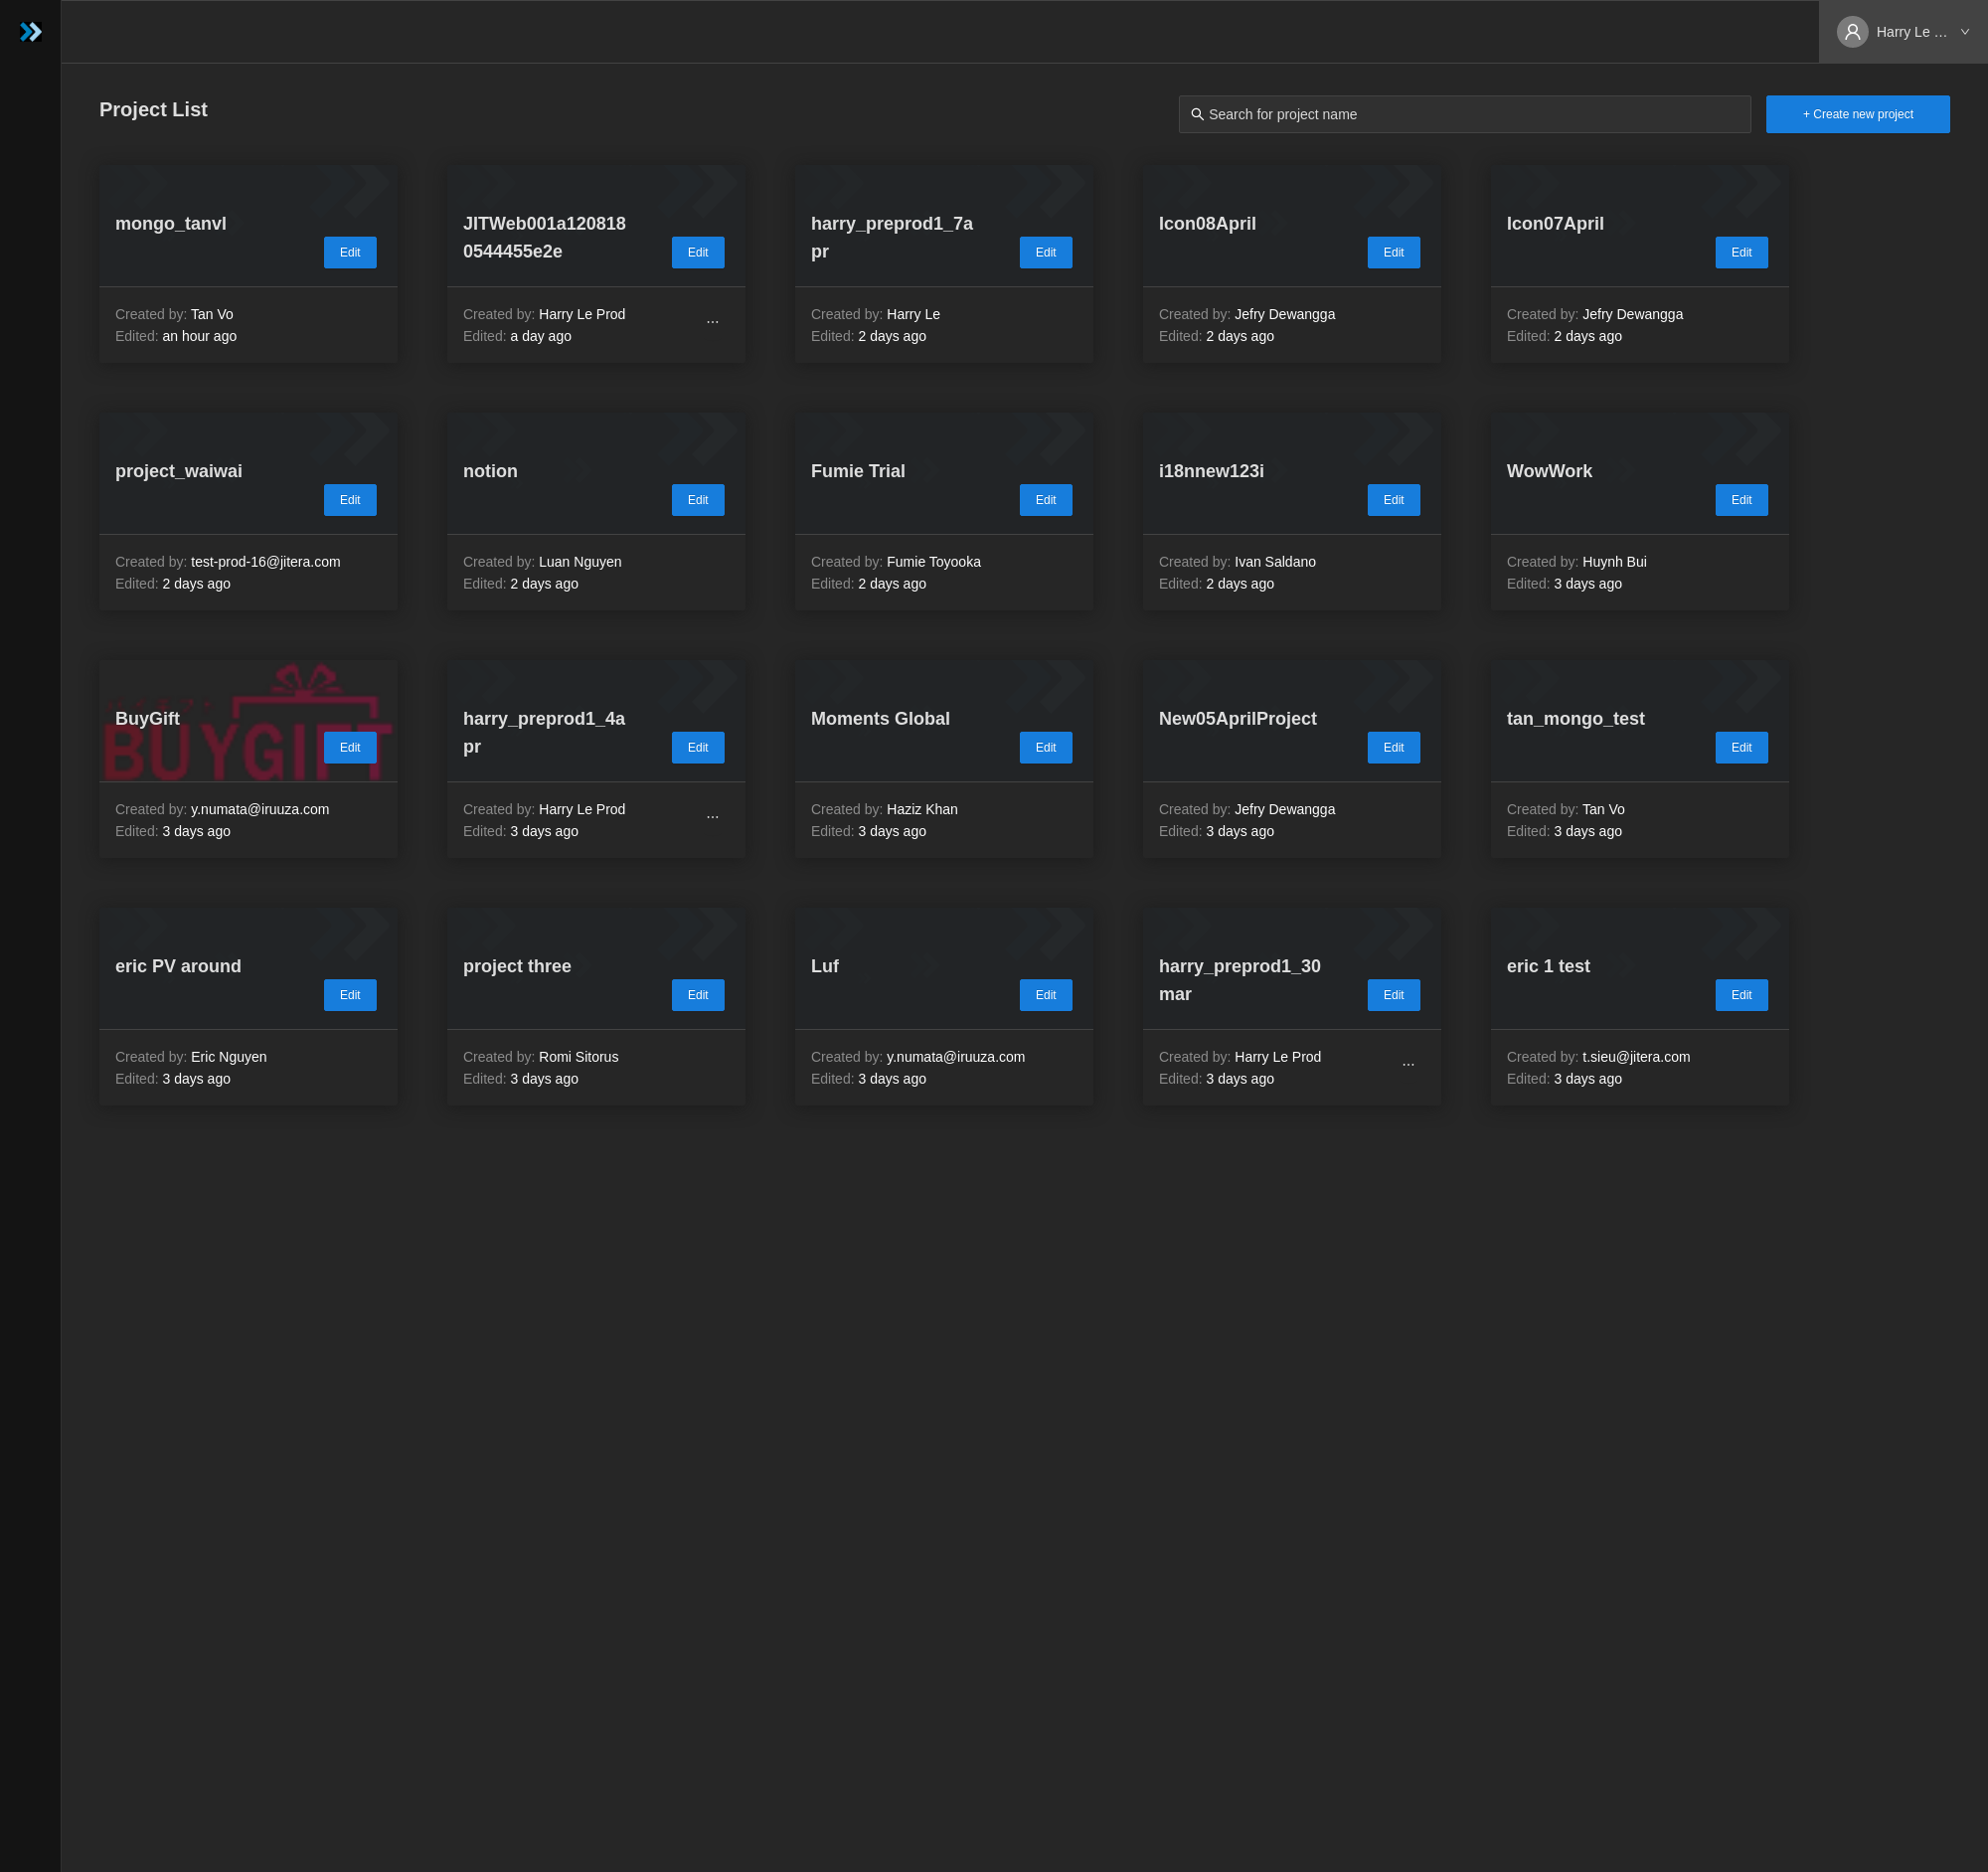 Harry Le ...
Project List
Search for project name
+ Create new project
mongo_tanvl
Edit
Created by: Tan Vo
Edited: an hour ago
JITWeb001a120818
0544455e2e
Edit
Created by: Harry Le Prod
Edited: a day ago
...
harry_preprod1_7a
pr
Edit
Created by: Harry Le
Edited: 2 days ago
Icon08April
Edit
Created by: Jefry Dewangga
Edited: 2 days ago
Icon07April
Edit
Created by: Jefry Dewangga
Edited: 2 days ago
project_waiwai
Edit
Created by: test-prod-16@jitera.com
Edited: 2 days ago
notion
Edit
Created by: Luan Nguyen
Edited: 2 days ago
Fumie Trial
Edit
Created by: Fumie Toyooka
Edited: 2 days ago
i18nnew123i
Edit
Created by: Ivan Saldano
Edited: 2 days ago
WowWork
Edit
Created by: Huynh Bui
Edited: 3 days ago
BuyGift
BUYGIFT
Edit
Created by: y.numata@iruuza.com
Edited: 3 days ago
harry_preprod1_4a
pr
Edit
Created by: Harry Le Prod
Edited: 3 days ago
...
Moments Global
Edit
Created by: Haziz Khan
Edited: 3 days ago
New05AprilProject
Edit
Created by: Jefry Dewangga
Edited: 3 days ago
tan_mongo_test
Edit
Created by: Tan Vo
Edited: 3 days ago
eric PV around
Edit
Created by: Eric Nguyen
Edited: 3 days ago
project three
Edit
Created by: Romi Sitorus
Edited: 3 days ago
Luf
Edit
Created by: y.numata@iruuza.com
Edited: 3 days ago
harry_preprod1_30
mar
Edit
Created by: Harry Le Prod
Edited: 3 days ago
...
eric 1 test
Edit
Created by: t.sieu@jitera.com
Edited: 3 days ago